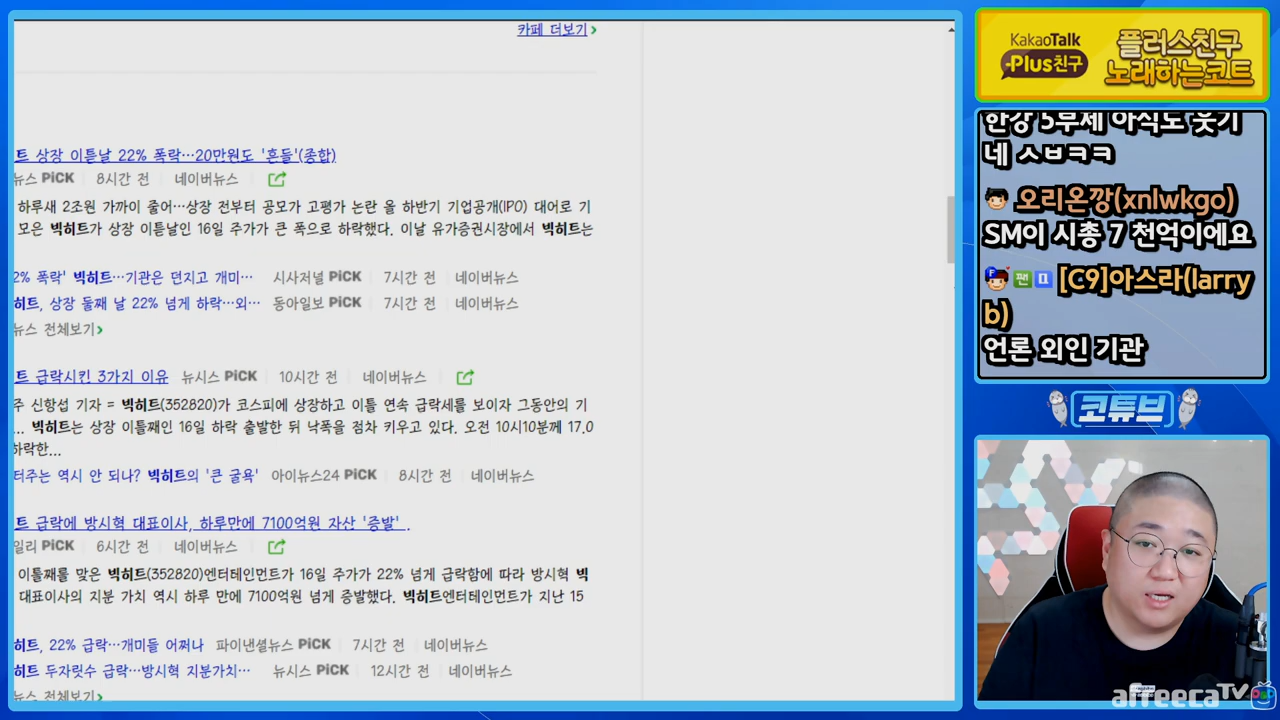 카페 더보기
트 상장 이튿날 22% 폭락…20만원도 '흔들'(종합)
뉴스 PiCK 8시간 전 네이버뉴스
하루새 2조원 가까이 줄어…상장 전부터 공모가 고평가 논란 올 하반기 기업공개(IPO) 대어로 기
모은 빅히트가 상장 이튿날인 16일 주가가 큰 폭으로 하락했다. 이날 유가증권시장에서 빅히트는
2% 폭락' 빅히트…기관은 던지고 개미… 시사저널 PiCK 7시간 전 네이버뉴스
히트, 상장 둘째 날 22% 넘게 하락…외… 동아일보 PiCK 7시간 전 네이버뉴스
뉴스 전체보기
트 급락시킨 3가지 이유 뉴시스 PiCK 10시간 전 네이버뉴스
주 신항섭 기자 = 빅히트(352820)가 코스피에 상장하고 이틀 연속 급락세를 보이자 그동안의 기
... 빅히트는 상장 이틀째인 16일 하락 출발한 뒤 낙폭을 점차 키우고 있다. 오전 10시10분께 17.0
하락한...
터주는 역시 안 되나? 빅히트의 '큰 굴욕' 아이뉴스24 PiCK 8시간 전 네이버뉴스
트 급락에 방시혁 대표이사, 하루만에 7100억원 자산 '증발' .
일리 PiCK 6시간 전 네이버뉴스
이틀째를 맞은 빅히트(352820)엔터테인먼트가 16일 주가가 22% 넘게 급락함에 따라 방시혁 빅
대표이사의 지분 가치 역시 하루 만에 7100억원 넘게 증발했다. 빅히트엔터테인먼트가 지난 15
히트, 22% 급락…개미들 어쩌나 파이낸셜뉴스 PiCK 7시간 전 네이버뉴스
히트 두자릿수 급락…방시혁 지분가치… 뉴시스 PiCK 12시간 전 네이버뉴스
뉴스 전체보기
KakaoTalk
Plus친구
플러스친구
노래하는코트
한강 5부제 아직도 웃기
네 ㅅㅂㅋㅋ
오리온깡(xnlwkgo)
SM이 시총 7 천억이에요
F 팬 [C9]아스라(larry
b)
언론 외인 기관
코튜브
afreecaTV